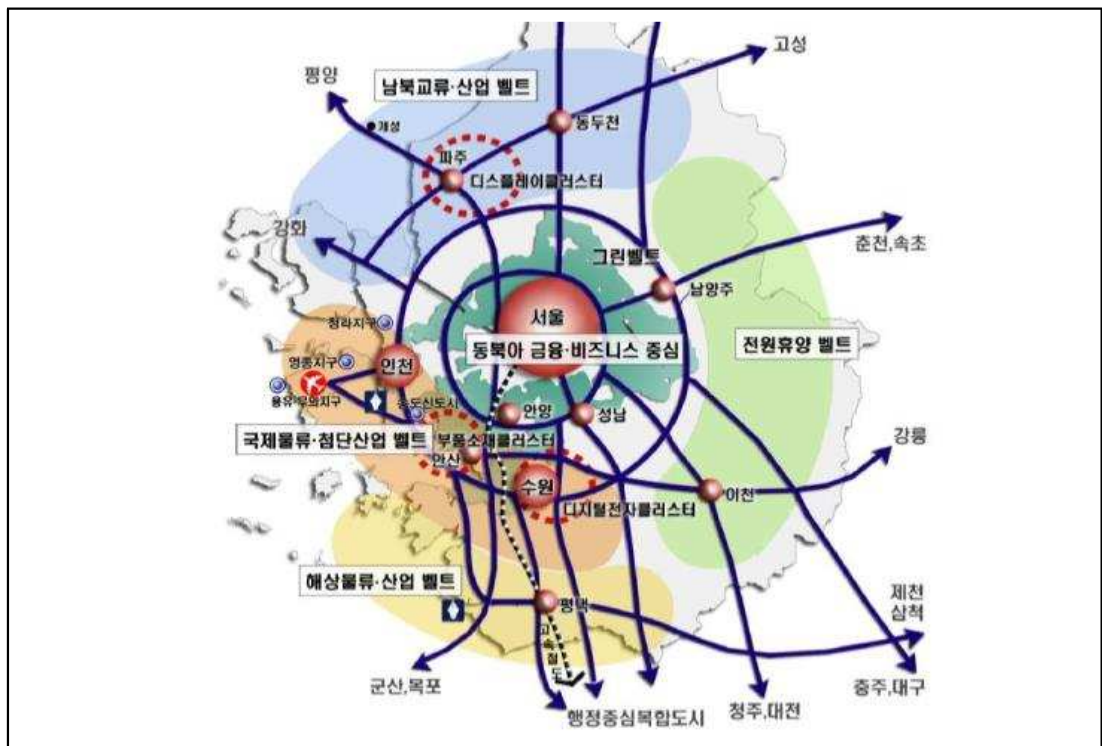 고성
평양
남북교류·산업 벨트
개성
동두천
파주
디스플레이클러스터
강화
춘천,속초
그린벨트
남양주
서울
청라지구
동북아 금융·비즈니스 중심
전원휴양 벨트
영종지구
인천
용유·무의지구
송도신도시
안양
성남
국제물류·첨단산업 벨트
부품소재클러스터
강릉
안산
수원
이천
디지털전자클러스터
해상물류·산업 벨트
제천
삼척
평택
고속철도
군산,목포
충주,대구
청주,대전
행정중심복합도시